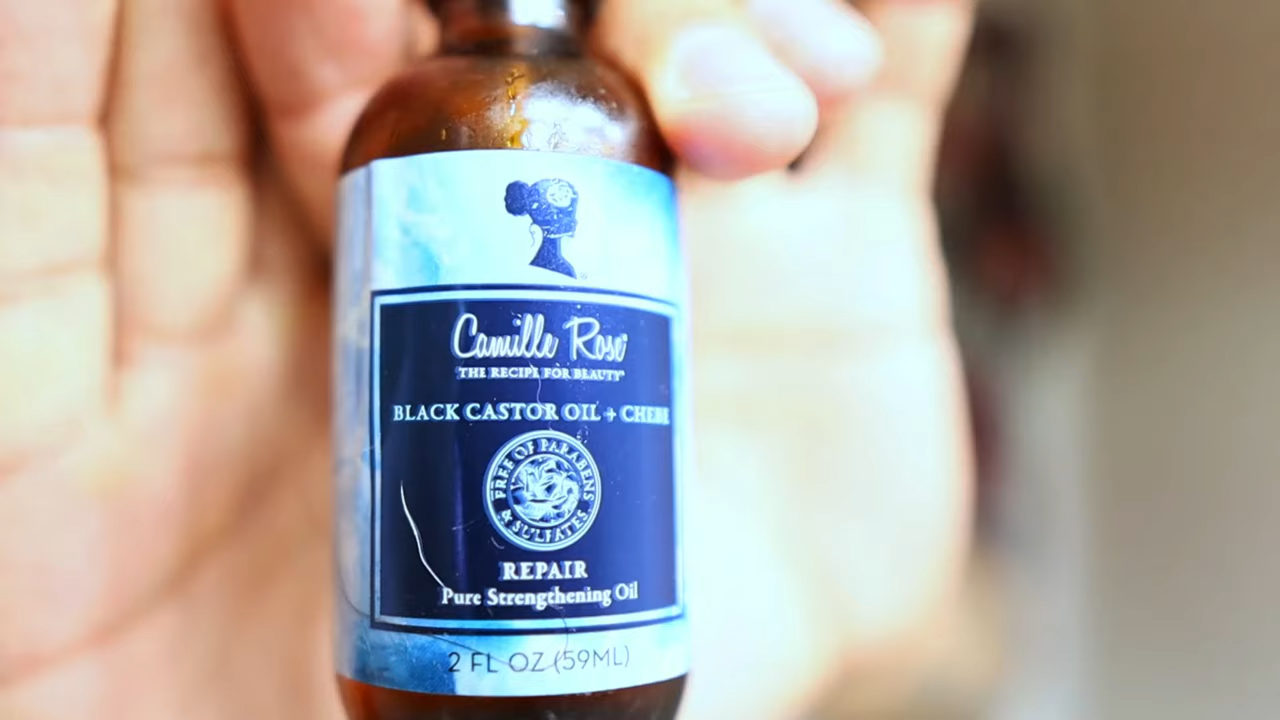 Camille Rose®
THE RECIPE FOR BEAUTY®
BLACK CASTOR OIL + CHEBE
FREE OF PARABENS
& SULFATES
REPAIR
Pure Strengthening Oil
2 FL OZ (59ML)